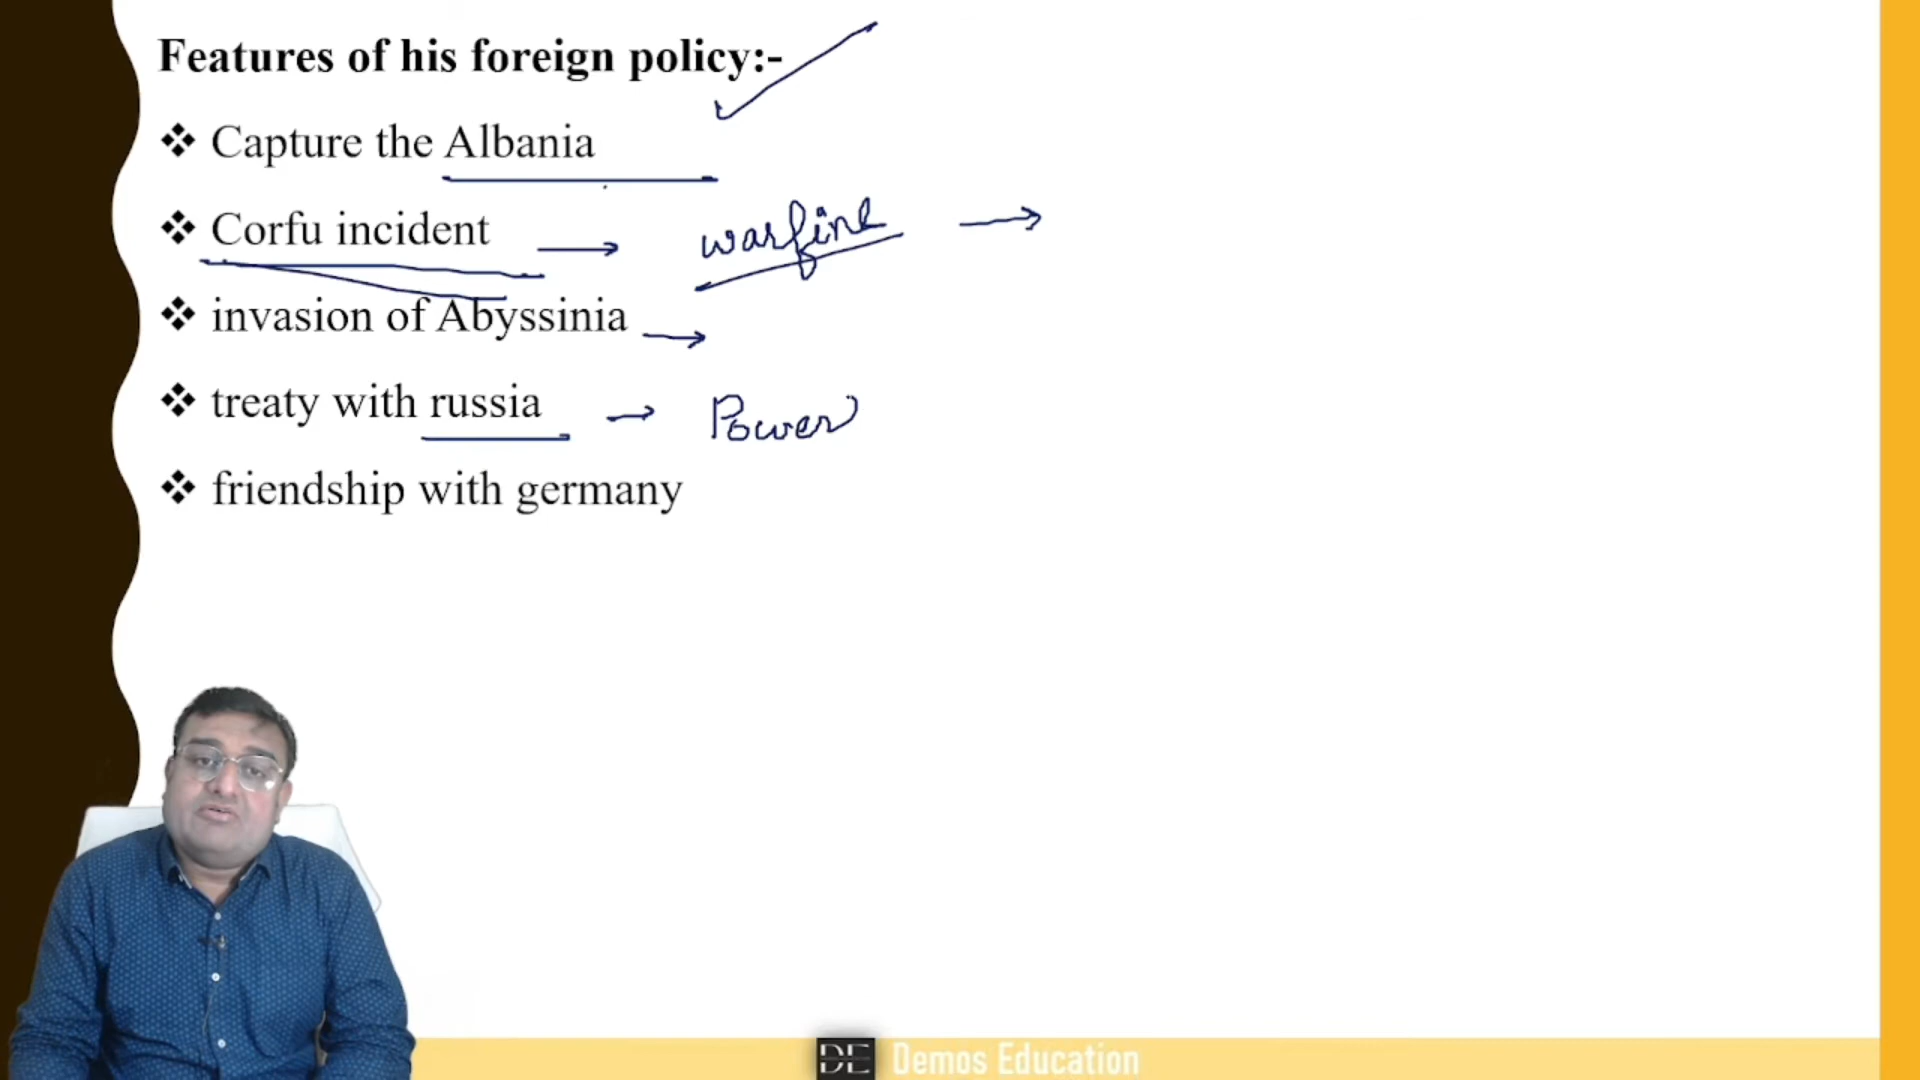 Features of his foreign policy:-
❖ Capture the Albania
❖ Corfu incident → warfine →
❖ invasion of Abyssinia →
❖ treaty with russia → Power
❖ friendship with germany
DE Demos Education